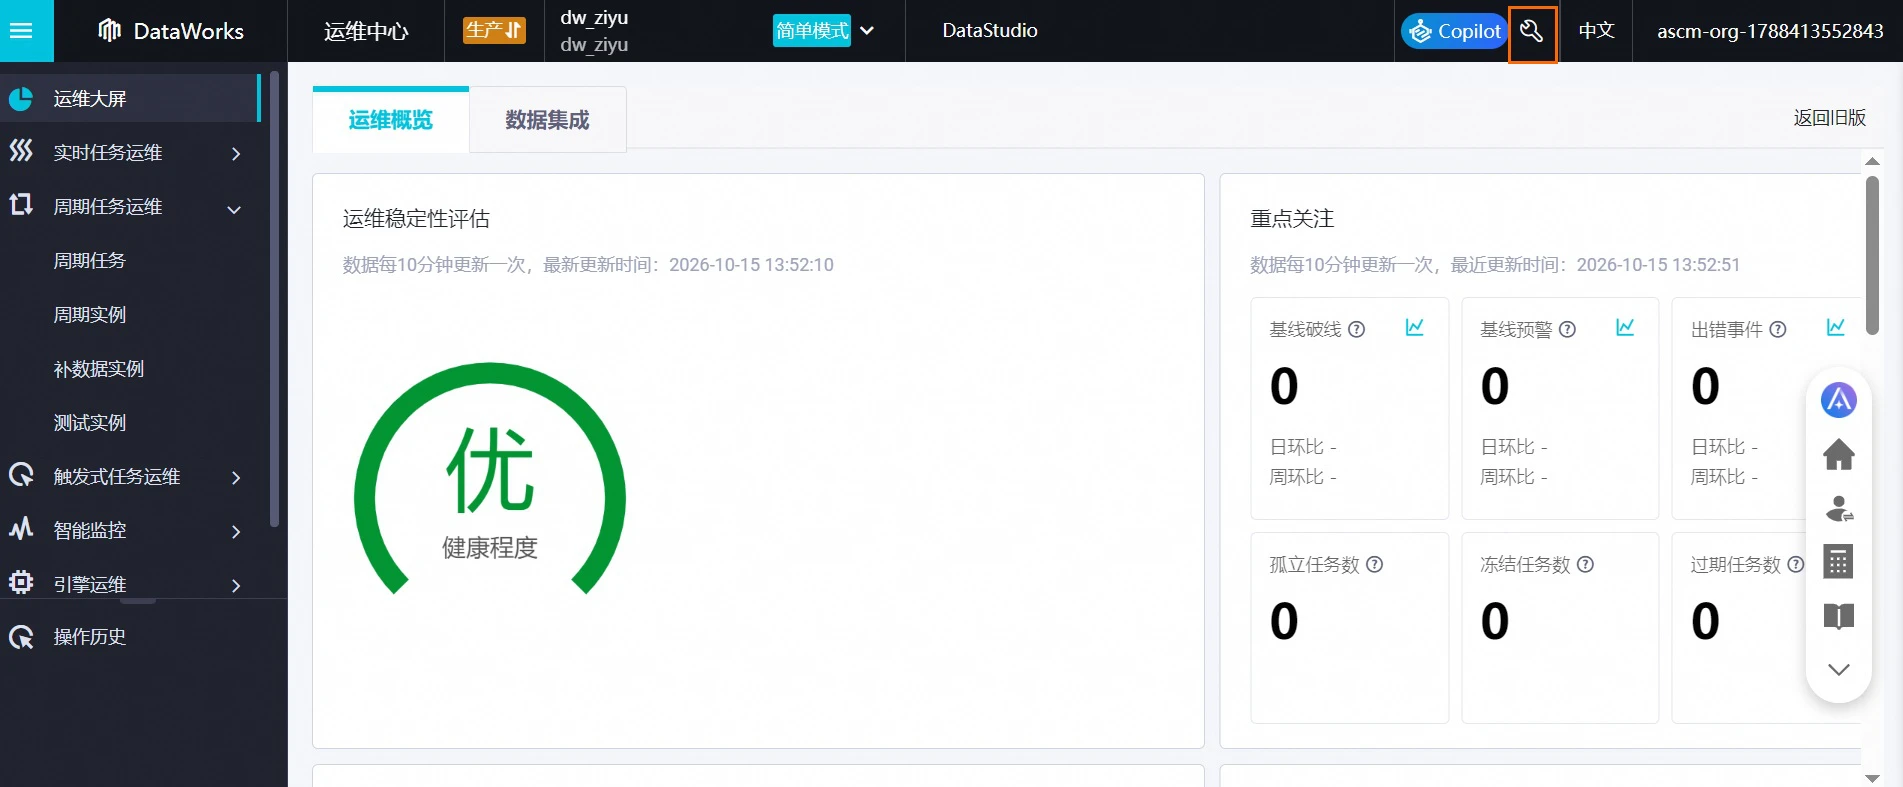 DataWorks
运维中心
生产
dw_ziyu
dw_ziyu
简单模式
DataStudio
Copilot
中文
ascm-org-1788413552843
运维大屏
实时任务运维
周期任务运维
周期任务
周期实例
补数据实例
测试实例
触发式任务运维
智能监控
引擎运维
操作历史
运维概览
数据集成
返回旧版
运维稳定性评估
数据每10分钟更新一次，最新更新时间：2026-10-15 13:52:10
优
健康程度
重点关注
数据每10分钟更新一次，最近更新时间：2026-10-15 13:52:51
基线破线
0
日环比 -
周环比 -
基线预警
0
日环比 -
周环比 -
出错事件
0
日环比 -
周环比 -
孤立任务数
0
冻结任务数
0
过期任务数
0